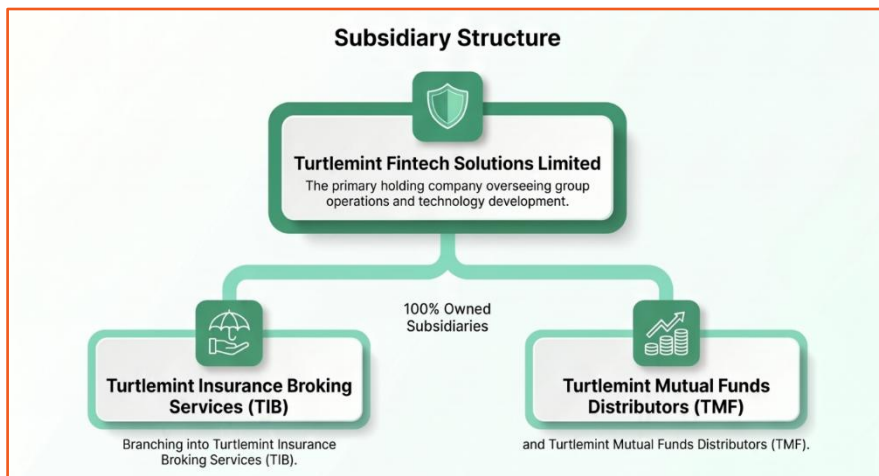 Subsidiary Structure
Turtlemint Fintech Solutions Limited
The primary holding company overseeing group
operations and technology development.
100% Owned
Subsidiaries
Turtlemint Insurance Broking
Services (TIB)
Branching into Turtlemint Insurance
Broking Services (TIB).
Turtlemint Mutual Funds
Distributors (TMF)
and Turtlemint Mutual Funds Distributors (TMF).